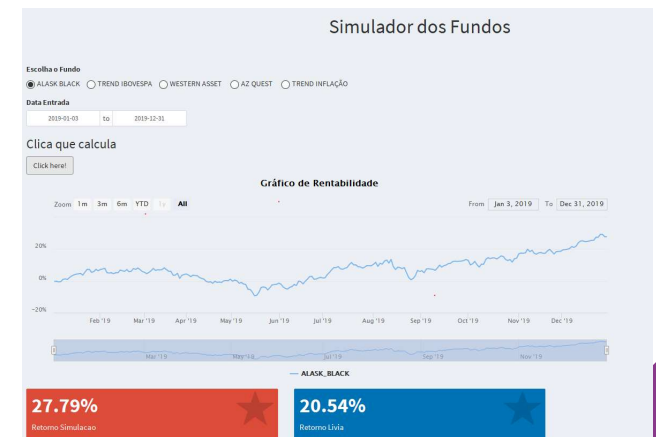 Simulador dos Fundos
Escolha o Fundo
ALASK BLACK TREND IBOVESPA WESTERN ASSET AZ QUEST TREND INFLAÇÃO
Data Entrada
2019-01-03 to 2019-12-31
Clica que calcula
Click here!
Gráfico de Rentabilidade
Zoom 1m 3m 6m YTD 1y All From Jan 3, 2019 To Dec 31, 2019
20%
0%
-20%
Feb '19 Mar '19 Apr '19 May '19 Jun '19 Jul '19 Aug '19 Sep '19 Oct '19 Nov '19 Dec '19
Mar '19 May '19 Jul '19 Sep '19 Nov '19
ALASK_BLACK
27.79% 20.54%
Retorno Simulacao Retorno Livia